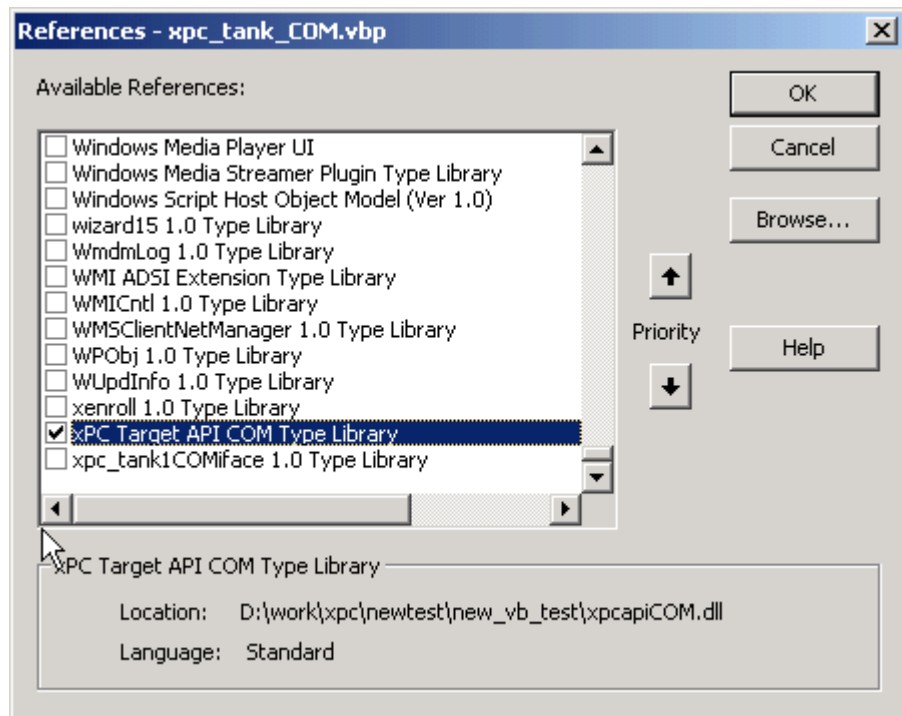 References - xpc_tank_COM.vbp
Available References:
Windows Media Player UI
Windows Media Streamer Plugin Type Library
Windows Script Host Object Model (Ver 1.0)
wizard15 1.0 Type Library
WmdmLog 1.0 Type Library
WMI ADSI Extension Type Library
WMICntl 1.0 Type Library
WMSClientNetManager 1.0 Type Library
WPObj 1.0 Type Library
WUpdInfo 1.0 Type Library
xenroll 1.0 Type Library
xPC Target API COM Type Library
xpc_tank1COMiface 1.0 Type Library
Priority
OK
Cancel
Browse...
Help
xPC Target API COM Type Library
Location: D:\work\xpc\newtest\new_vb_test\xpcapiCOM.dll
Language: Standard